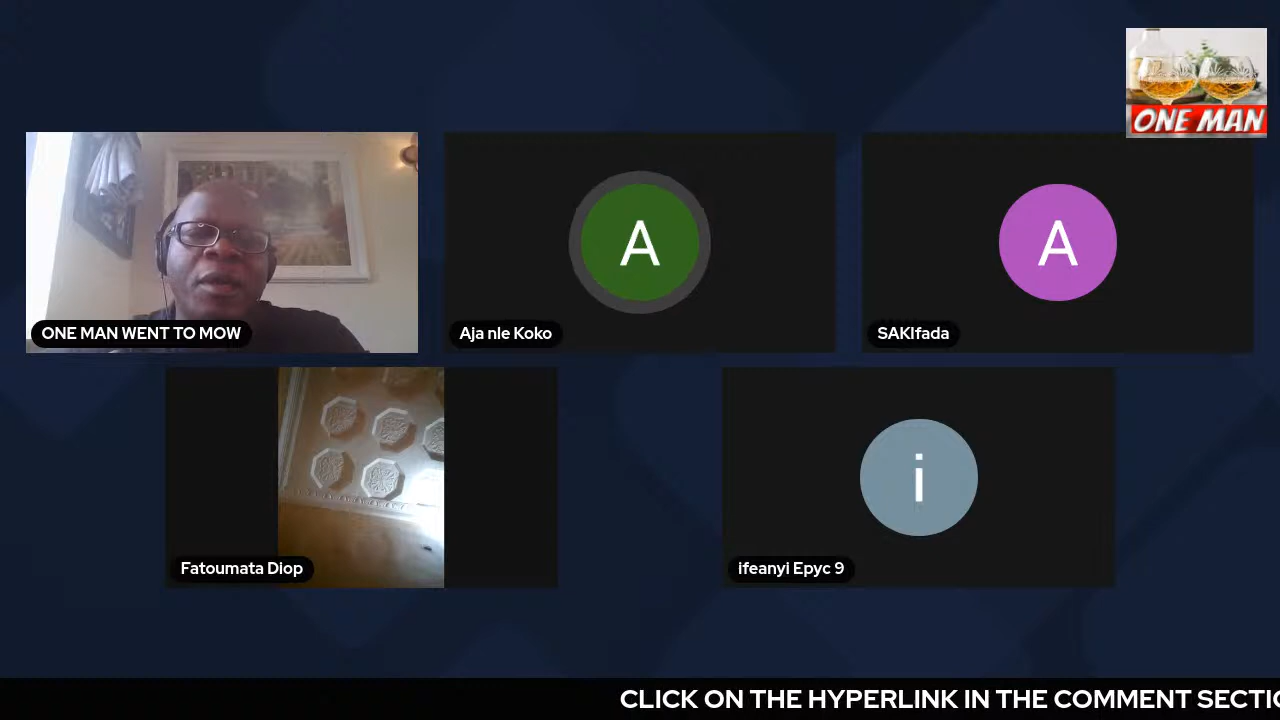 ONE MAN
ONE MAN WENT TO MOW
A
Aja nle Koko
A
SAKIfada
Fatoumata Diop
i
ifeanyi Epyc 9
CLICK ON THE HYPERLINK IN THE COMMENT SECTIO